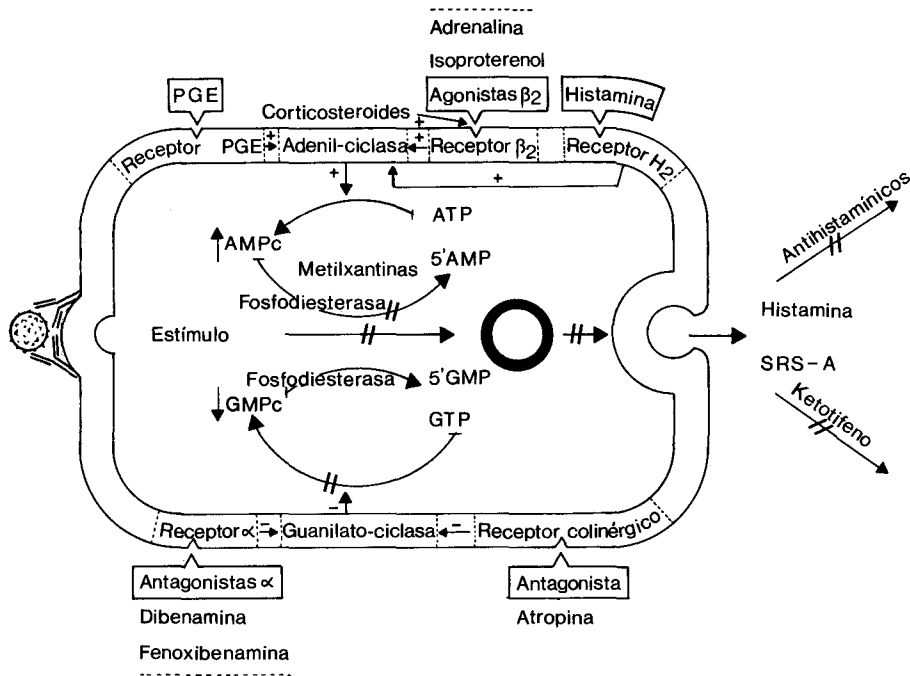 Adrenalina
Isoproterenol
PGE
Agonistas β2
Histamina
Corticosteroides
+
Receptor PGE + Adenil-ciclasa + Receptor β2 Receptor H2
+
+
ATP
AMPc
5'AMP
Metilxantinas
Fosfodiesterasa
Estímulo
Antihistamínicos
Histamina
SRS-A
Ketotifeno
Fosfodiesterasa
5'GMP
GMPc
GTP
–
Receptor ∝ – Guanilato-ciclasa – Receptor colinérgico
Antagonistas ∝
Antagonista
Dibenamina
Atropina
Fenoxibenamina